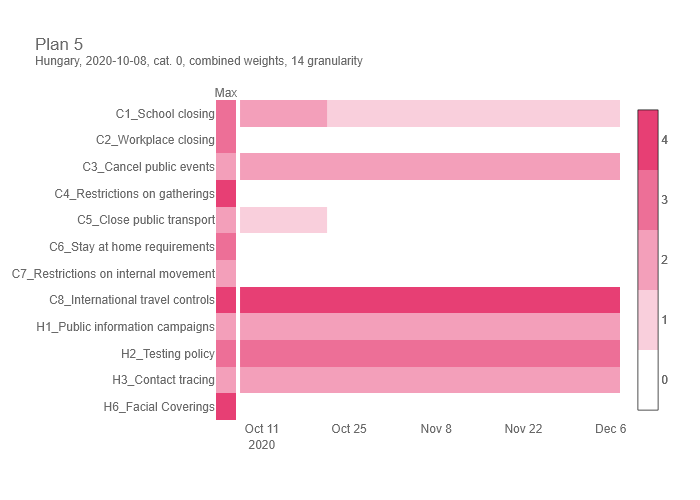 Plan 5
Hungary, 2020-10-08, cat. 0, combined weights, 14 granularity
Max
C1_School closing
C2_Workplace closing
C3_Cancel public events
C4_Restrictions on gatherings
C5_Close public transport
C6_Stay at home requirements
C7_Restrictions on internal movement
C8_International travel controls
H1_Public information campaigns
H2_Testing policy
H3_Contact tracing
H6_Facial Coverings
4
3
2
1
0
Oct 11 Oct 25 Nov 8 Nov 22 Dec 6
2020